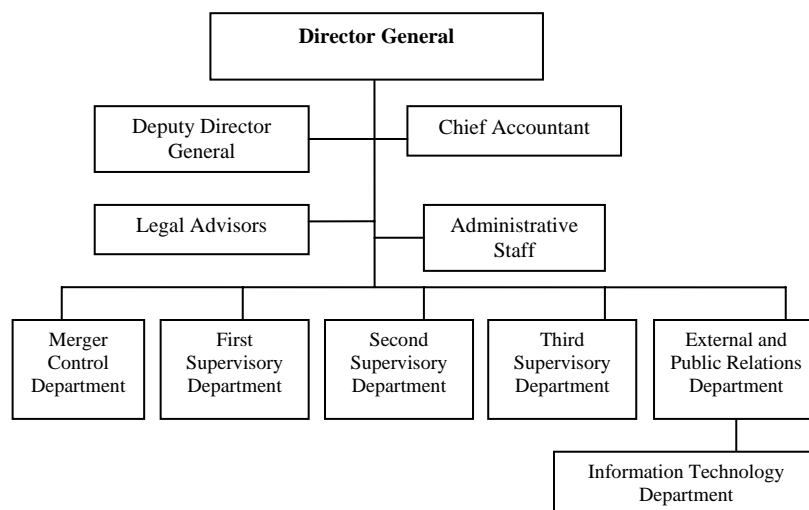 Director General
Deputy Director
General
Chief Accountant
Legal Advisors
Administrative
Staff
Merger
Control
Department
First
Supervisory
Department
Second
Supervisory
Department
Third
Supervisory
Department
External and
Public Relations
Department
Information Technology
Department